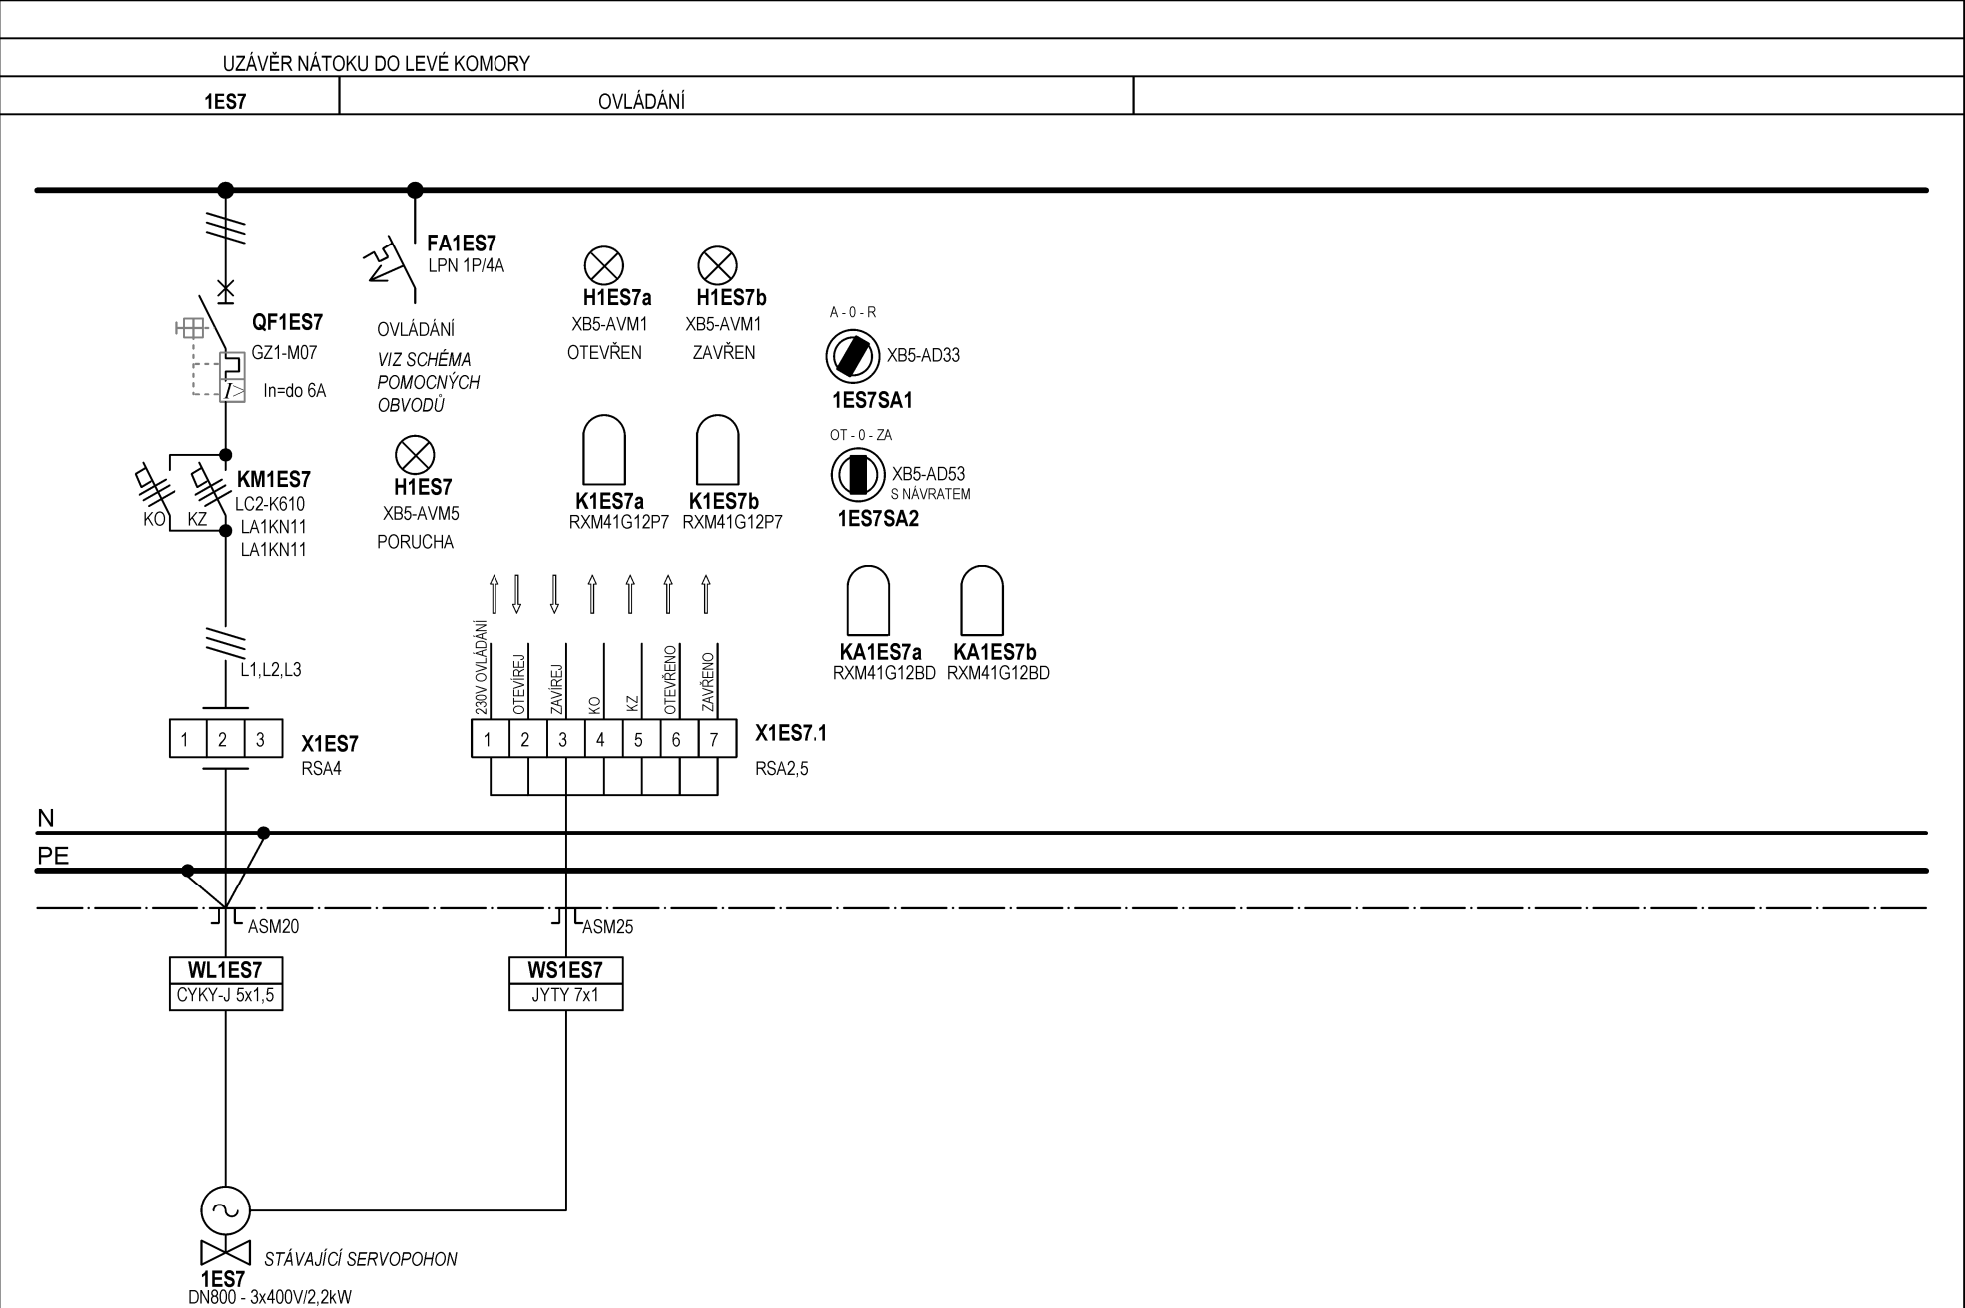 UZÁVĚR NÁTOKU DO LEVÉ KOMORY
1ES7
OVLÁDÁNÍ
FA1ES7
LPN 1P/4A
OVLÁDÁNÍ
VIZ SCHÉMA
POMOCNÝCH
OBVODŮ
H1ES7
XB5-AVM5
PORUCHA
QF1ES7
GZ1-M07
I>
In=do 6A
KM1ES7
LC2-K610
LA1KN11
LA1KN11
KO
KZ
L1,L2,L3
1 2 3
X1ES7
RSA4
H1ES7a
XB5-AVM1
OTEVŘEN
H1ES7b
XB5-AVM1
ZAVŘEN
K1ES7a
RXM41G12P7
K1ES7b
RXM41G12P7
A - 0 - R
XB5-AD33
1ES7SA1
OT - 0 - ZA
XB5-AD53
S NÁVRATEM
1ES7SA2
KA1ES7a
RXM41G12BD
KA1ES7b
RXM41G12BD
230V OVLÁDÁNÍ
OTEVÍREJ
ZAVÍREJ
KO
KZ
OTEVŘENO
ZAVŘENO
1 2 3 4 5 6 7
X1ES7.1
RSA2,5
N
PE
ASM20
ASM25
WL1ES7
CYKY-J 5x1,5
WS1ES7
JYTY 7x1
STÁVAJÍCÍ SERVOPOHON
1ES7
DN800 - 3x400V/2,2kW